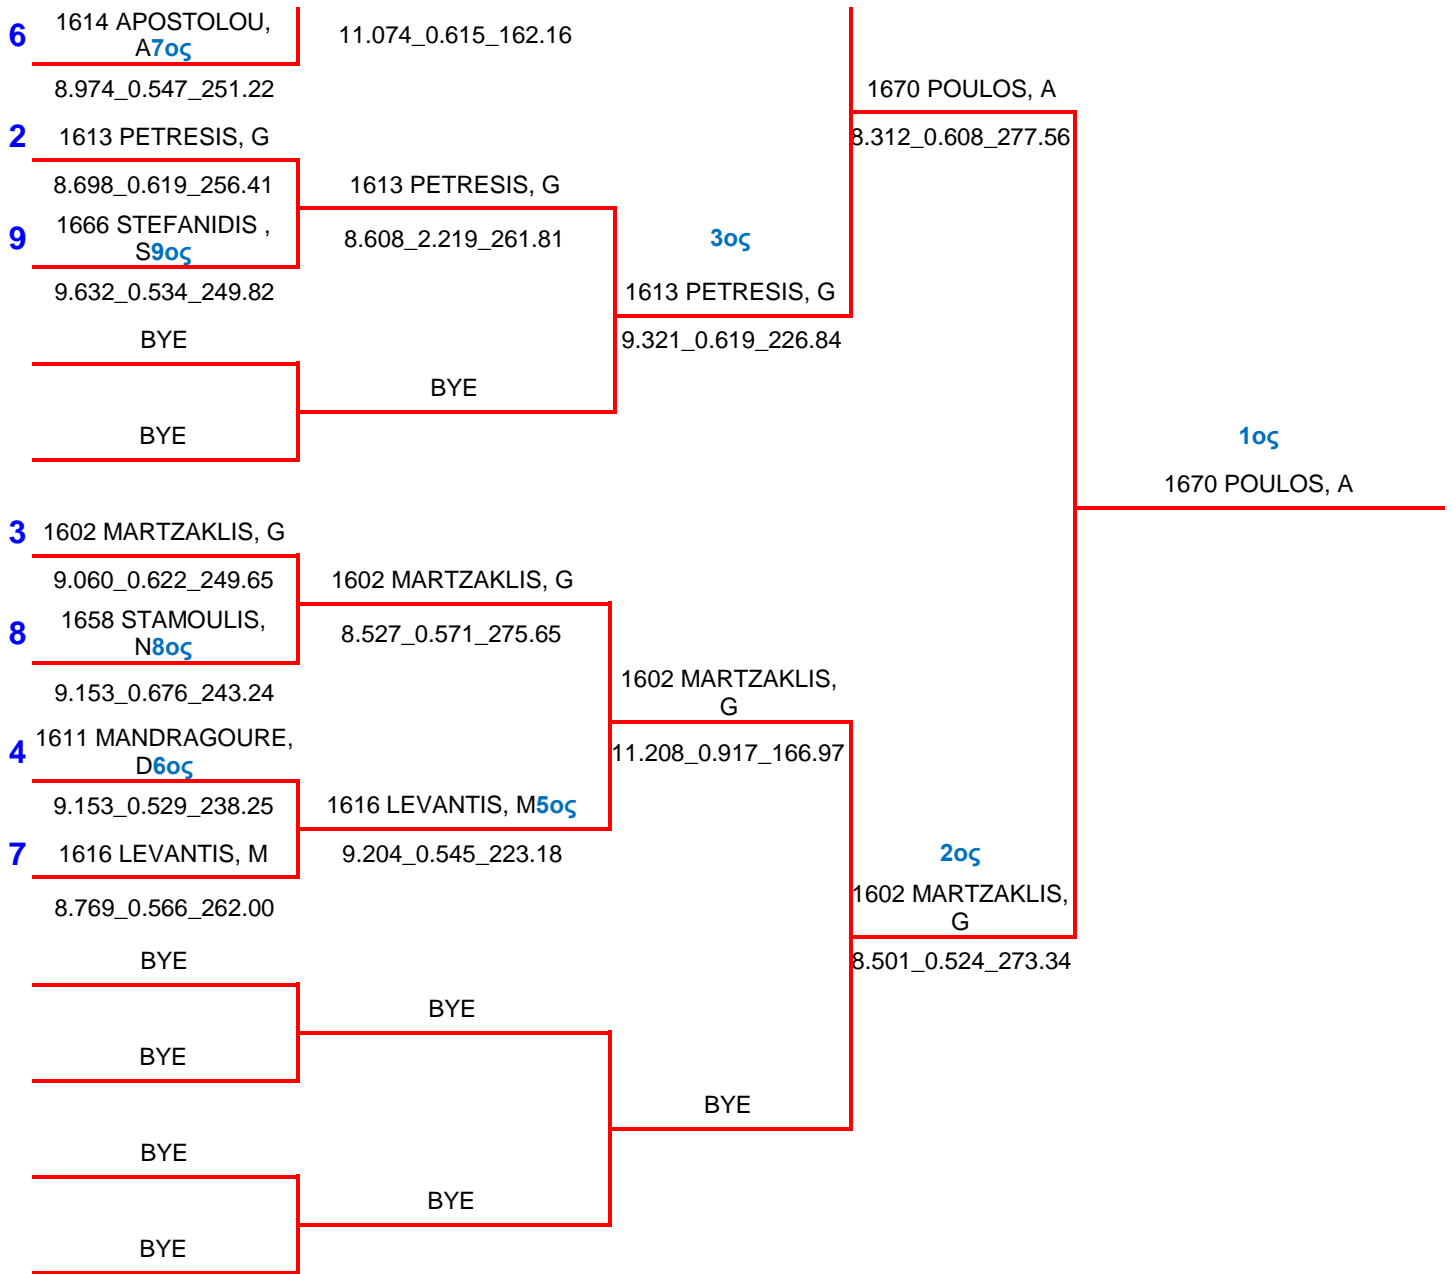 6
1614 APOSTOLOU,
A7ος
8.974_0.547_251.22
11.074_0.615_162.16
2
1613 PETRESIS, G
8.698_0.619_256.41
9
1666 STEFANIDIS ,
S9ος
9.632_0.534_249.82
1613 PETRESIS, G
8.608_2.219_261.81
BYE
BYE
BYE
3ος
1613 PETRESIS, G
9.321_0.619_226.84
1670 POULOS, A
8.312_0.608_277.56
1ος
1670 POULOS, A
3
1602 MARTZAKLIS, G
9.060_0.622_249.65
8
1658 STAMOULIS,
N8ος
9.153_0.676_243.24
1602 MARTZAKLIS, G
8.527_0.571_275.65
4
1611 MANDRAGOURE,
D6ος
9.153_0.529_238.25
7
1616 LEVANTIS, M
8.769_0.566_262.00
1616 LEVANTIS, M5ος
9.204_0.545_223.18
1602 MARTZAKLIS,
G
11.208_0.917_166.97
2ος
1602 MARTZAKLIS,
G
8.501_0.524_273.34
BYE
BYE
BYE
BYE
BYE
BYE
BYE